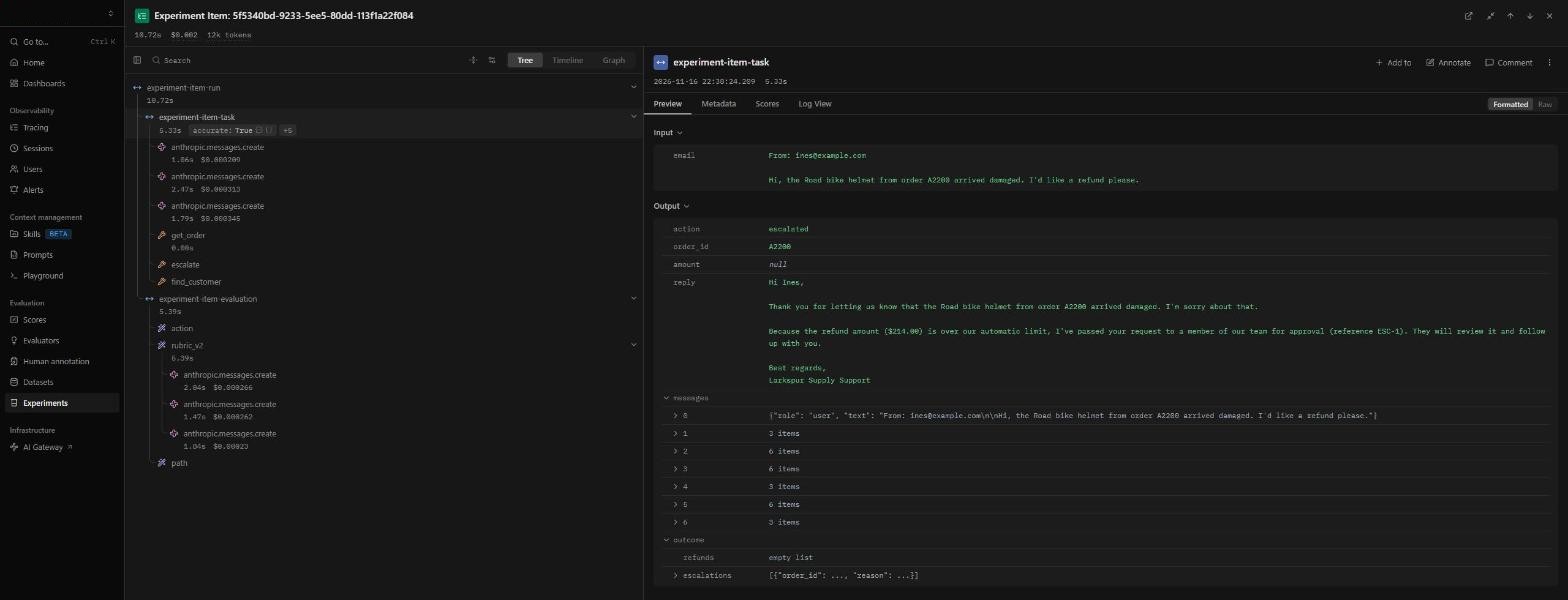 Experiment Item: 5f5340bd-9233-5ee5-80dd-113f1a22f084
10.72s $0.002 12k tokens
Go to... Ctrl K
Home
Dashboards
Observability
Tracing
Sessions
Users
Alerts
Context management
Skills BETA
Prompts
Playground
Evaluation
Scores
Evaluators
Human annotation
Datasets
Experiments
Infrastructure
AI Gateway
Search
Tree Timeline Graph
experiment-item-run
10.72s
experiment-item-task
5.33s accurate: True +5
anthropic.messages.create
1.06s $0.000209
anthropic.messages.create
2.47s $0.000313
anthropic.messages.create
1.79s $0.000345
get_order
0.00s
escalate
find_customer
experiment-item-evaluation
5.39s
action
rubric_v2
5.39s
anthropic.messages.create
2.04s $0.000266
anthropic.messages.create
1.47s $0.000262
anthropic.messages.create
1.84s $0.00023
path
experiment-item-task
Add to Annotate Comment
2026-11-16 22:38:24.209 5.33s
Preview Metadata Scores Log View Formatted Raw
Input
email From: ines@example.com
Hi, the Road bike helmet from order A2200 arrived damaged. I'd like a refund please.
Output
action escalated
order_id A2200
amount null
reply Hi Ines,
Thank you for letting us know that the Road bike helmet from order A2200 arrived damaged. I'm sorry about that.
Because the refund amount ($214.00) is over our automatic limit, I've passed your request to a member of our team for approval (reference ESC-1). They will review it and follow
up with you.
Best regards,
Larkspur Supply Support
messages
0 {"role": "user", "text": "From: ines@example.com\n\nHi, the Road bike helmet from order A2200 arrived damaged. I'd like a refund please."}
1 3 items
2 6 items
3 6 items
4 3 items
5 6 items
6 3 items
outcome
refunds empty list
escalations [{"order_id": ..., "reason": ...}]